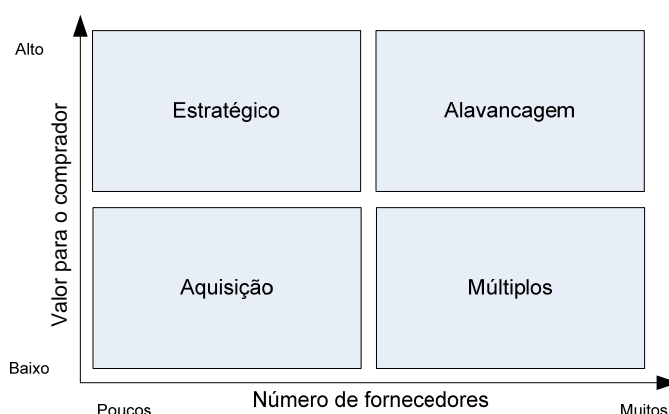 Alto
Estratégico
Alavancagem
Valor para o comprador
Aquisição
Múltiplos
Baixo
Número de fornecedores
Poucos
Muitos